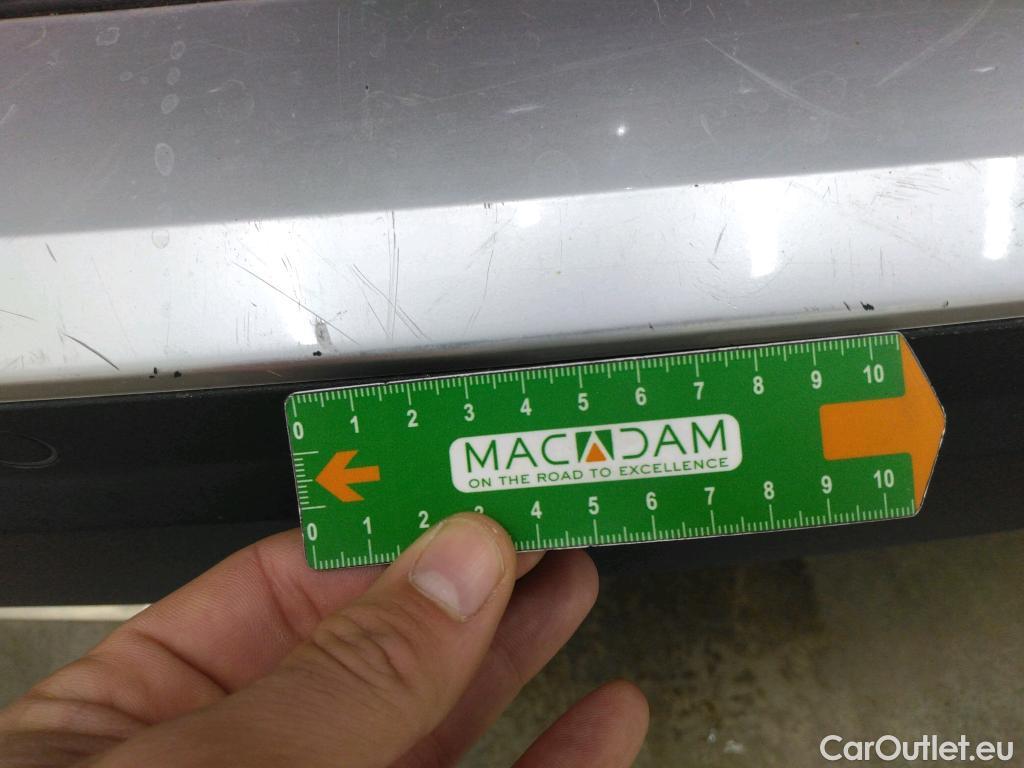 0 1 2 3 4 5 6 7 8 9 10
MACADAM
ON THE ROAD TO EXCELLENCE
0 1 2 3 4 5 6 7 8 9 10
CarOutlet.eu